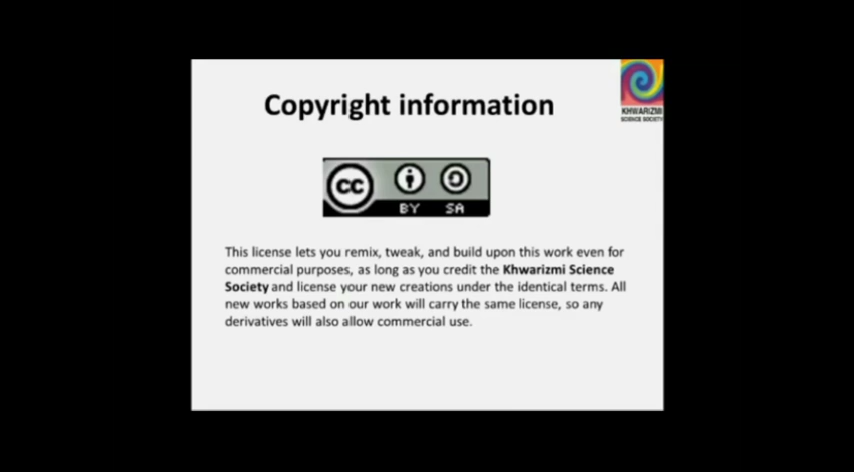 Copyright information
KHWARIZMI
SCIENCE SOCIETY
CC
BY SA
This license lets you remix, tweak, and build upon this work even for
commercial purposes, as long as you credit the Khwarizmi Science
Society and license your new creations under the identical terms. All
new works based on our work will carry the same license, so any
derivatives will also allow commercial use.